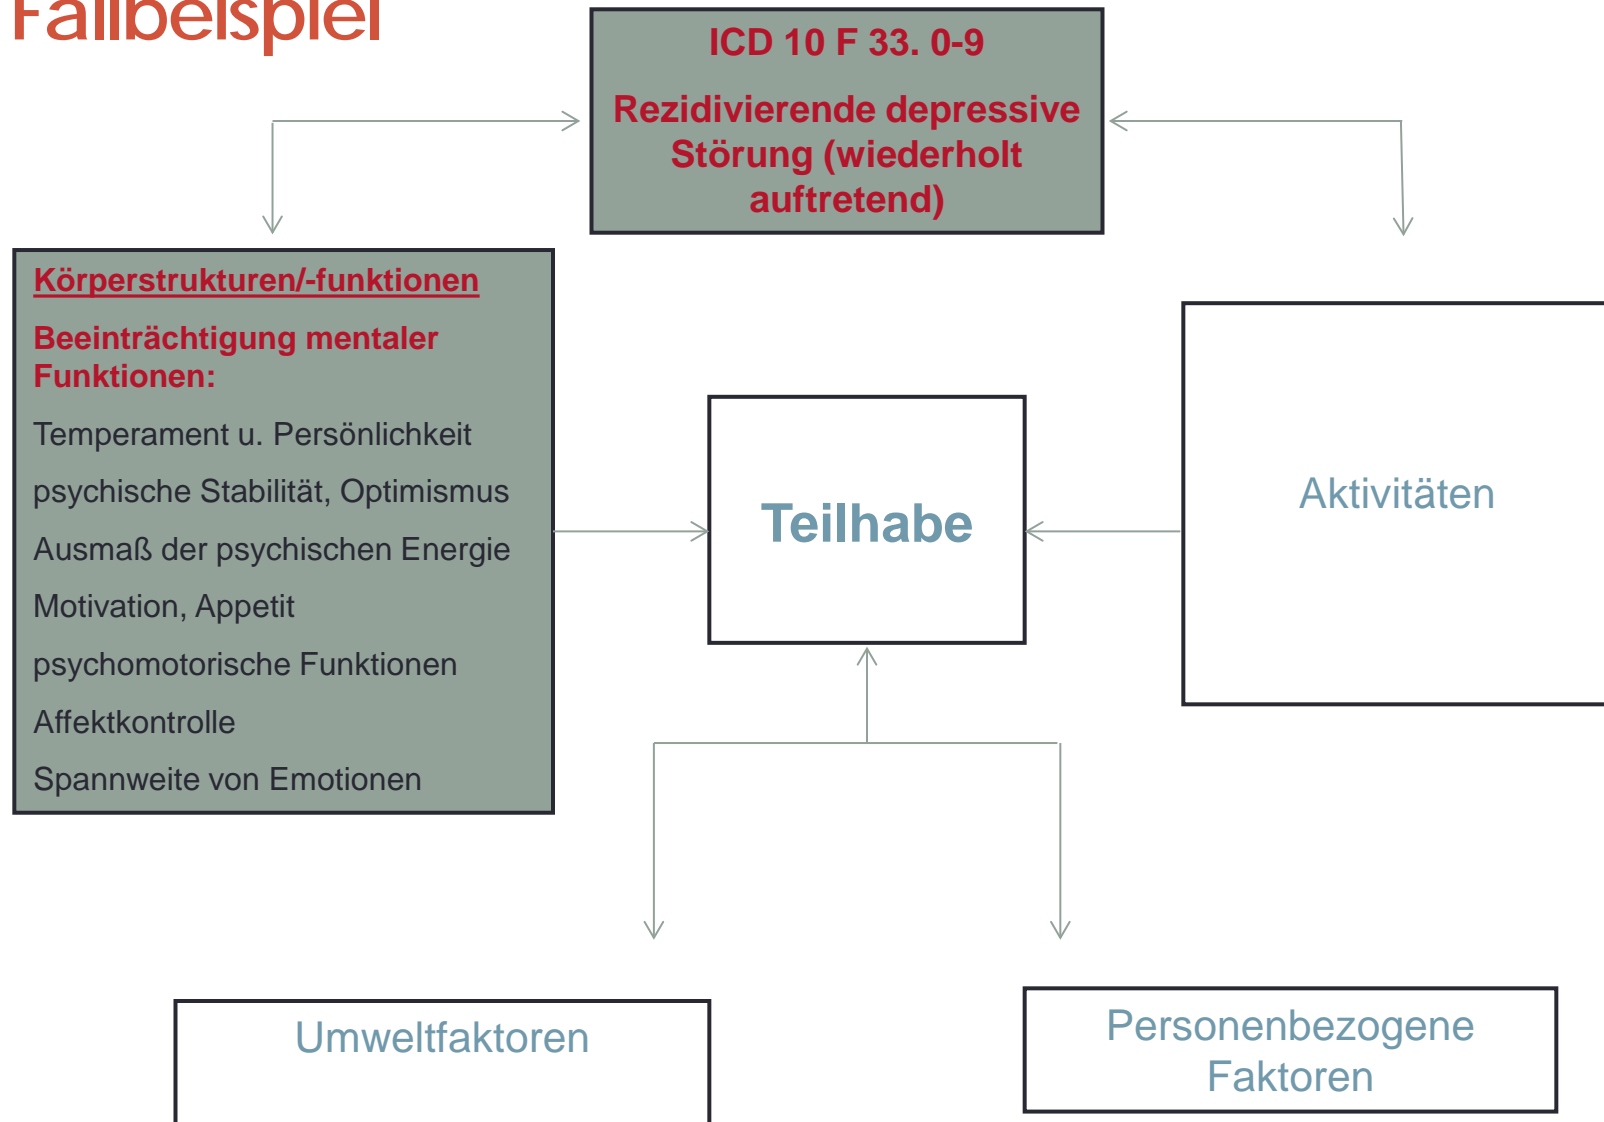 Fallbeispiel
ICD 10 F 33. 0-9
Rezidivierende depressive
Störung (wiederholt
auftretend)
Körperstrukturen/-funktionen
Beeinträchtigung mentaler
Funktionen:
Temperament u. Persönlichkeit
psychische Stabilität, Optimismus
Ausmaß der psychischen Energie
Motivation, Appetit
psychomotorische Funktionen
Affektkontrolle
Spannweite von Emotionen
Teilhabe
Aktivitäten
Umweltfaktoren
Personenbezogene
Faktoren